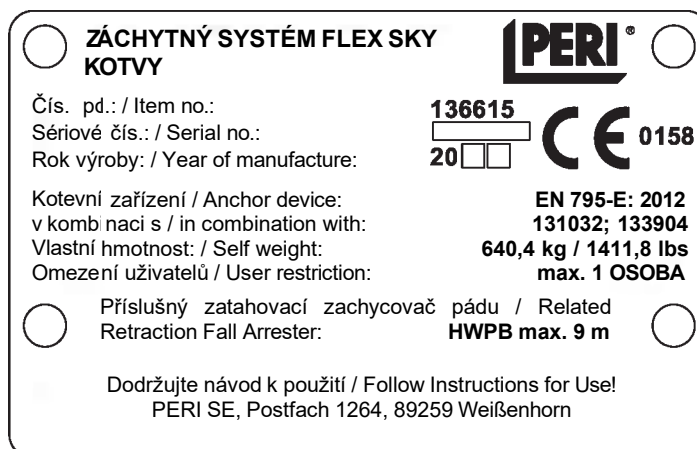 ZÁCHYTNÝ SYSTÉM FLEX SKY
KOTVY
PERI ®
Čís. pd.: / Item no.: 136615
Sériové čís.: / Serial no.:
Rok výroby: / Year of manufacture: 20
CE 0158
Kotevní zařízení / Anchor device: EN 795-E: 2012
v kombinaci s / in combination with: 131032; 133904
Vlastní hmotnost: / Self weight: 640,4 kg / 1411,8 lbs
Omezení uživatelů / User restriction: max. 1 OSOBA
Příslušný zatahovací zachycovač pádu / Related
Retraction Fall Arrester: HWPB max. 9 m
Dodržujte návod k použití / Follow Instructions for Use!
PERI SE, Postfach 1264, 89259 Weißenhorn